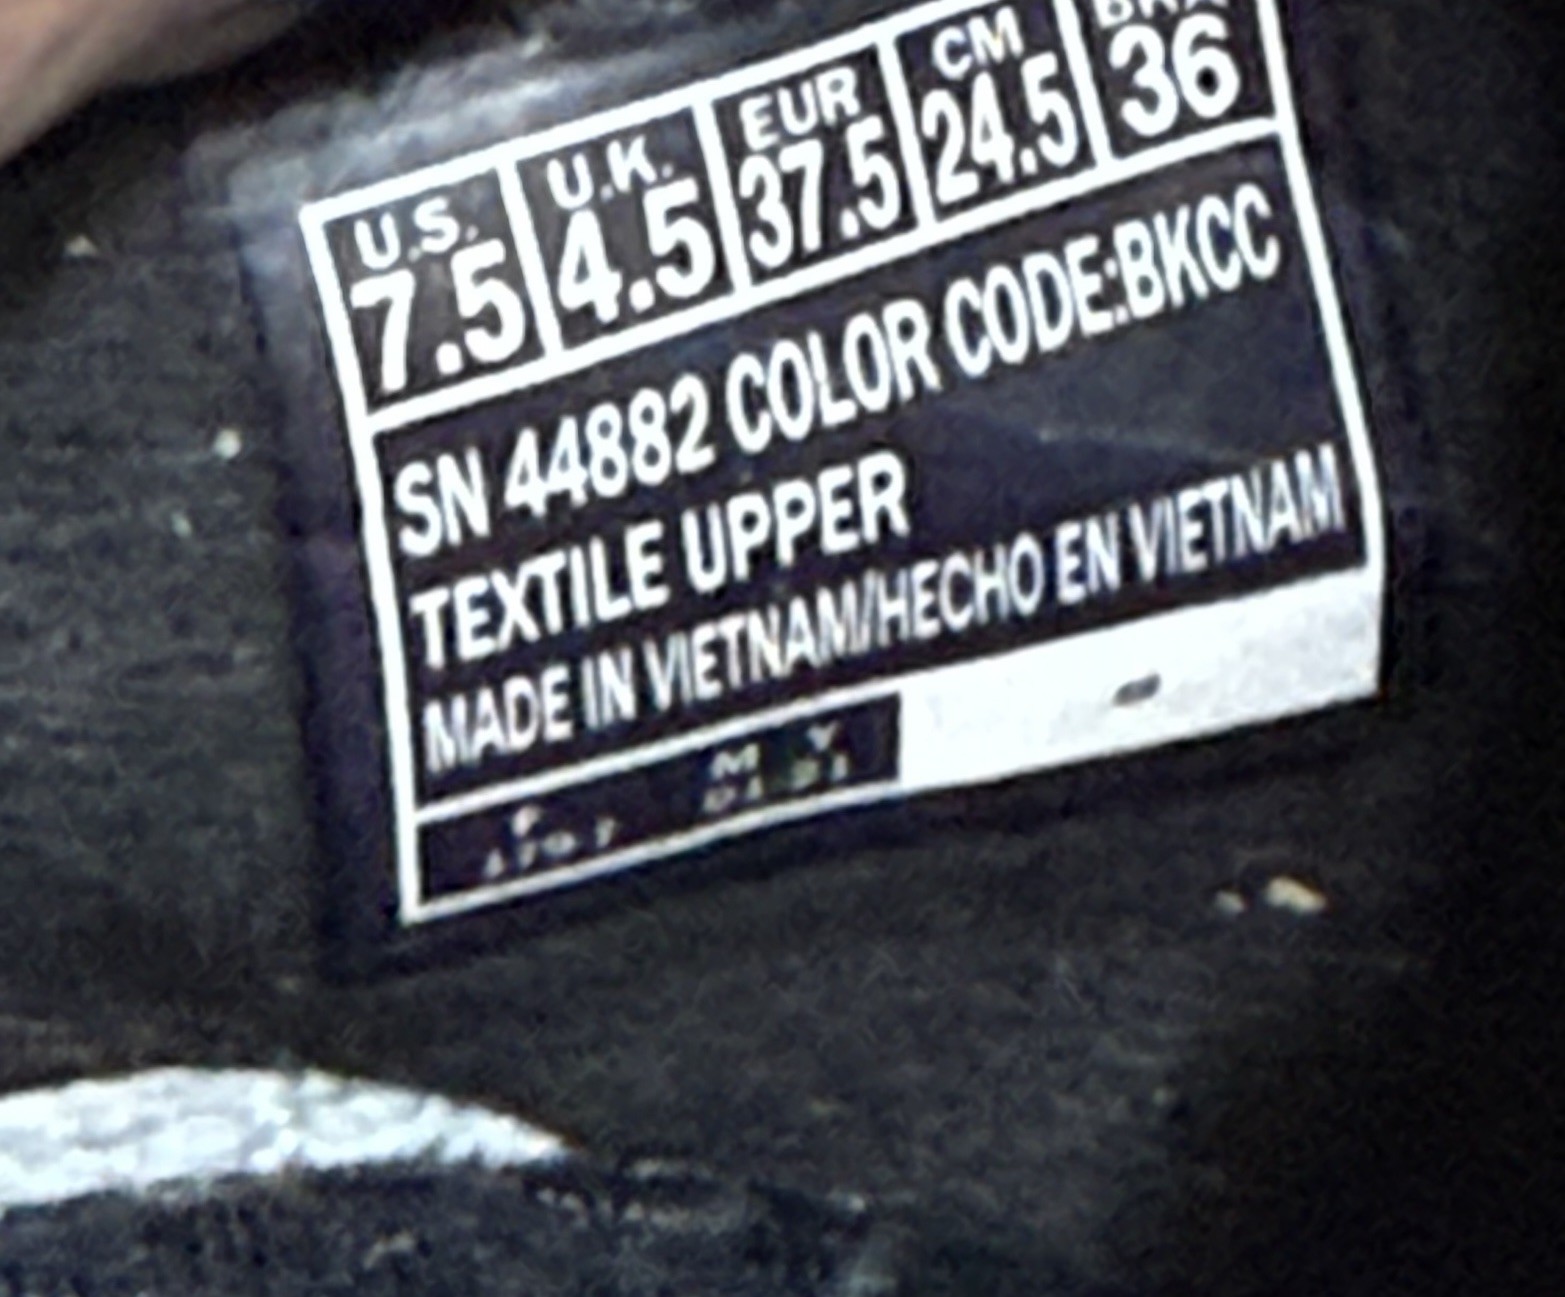 U.S. U.K. EUR CM
7.5 4.5 37.5 24.5 36
SN 44882 COLOR CODE:BKCC
TEXTILE UPPER
MADE IN VIETNAM/HECHO EN VIETNAM
M Y